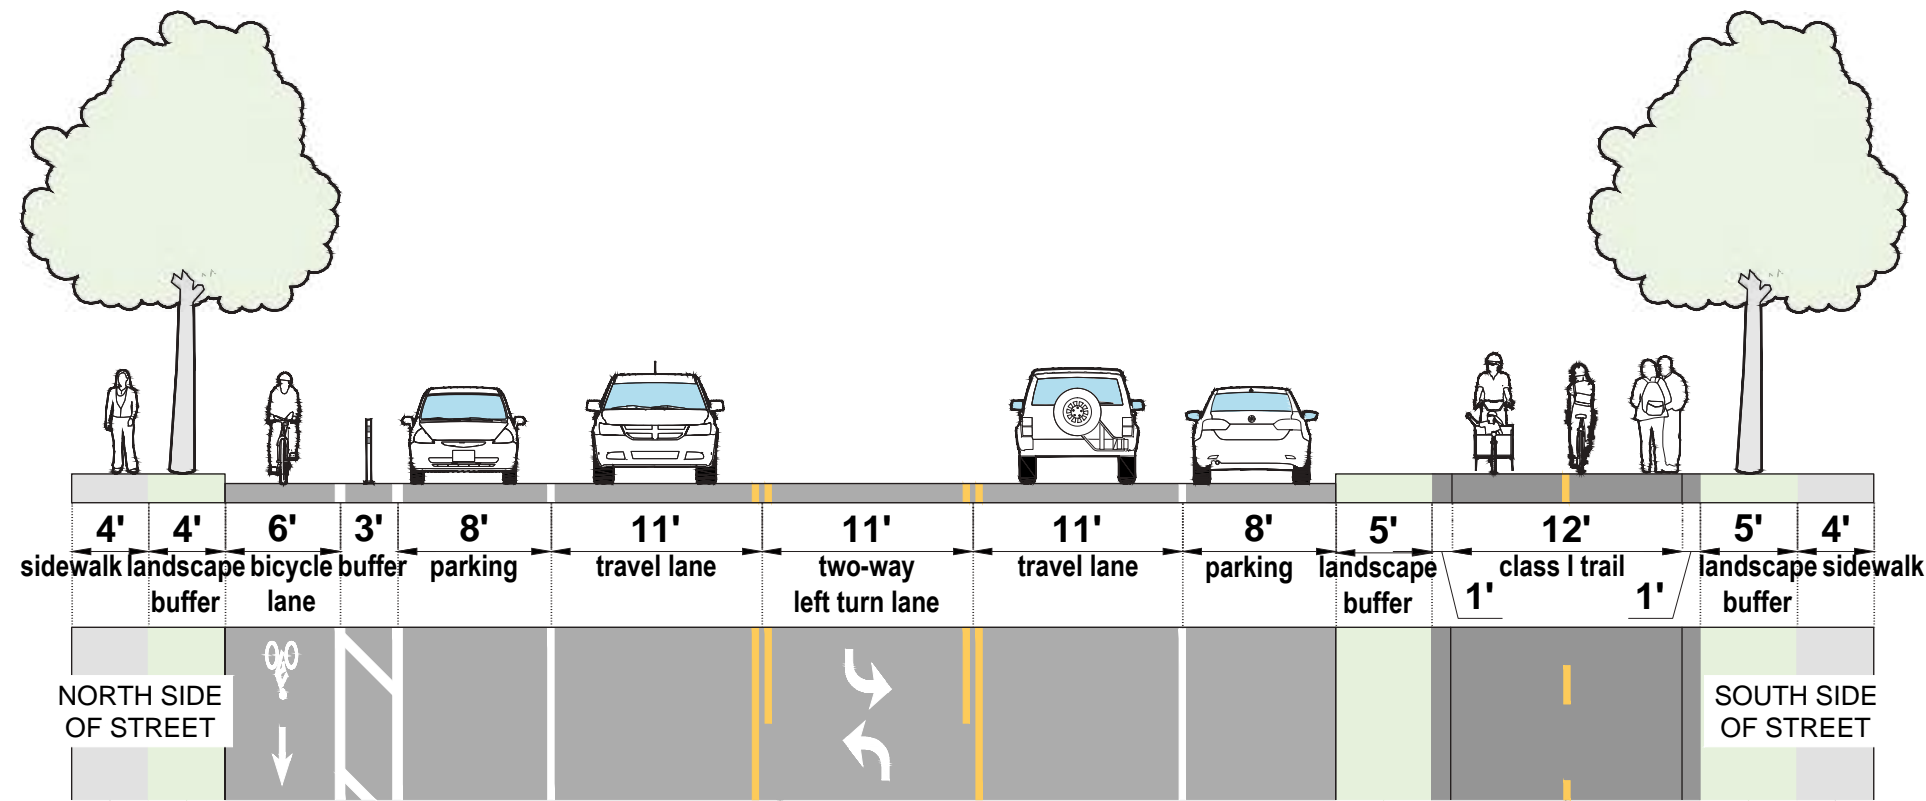 4' 4' 6' 3' 8' 11' 11' 11' 8' 5' 12' 5' 4'
sidewalk landscape bicycle buffer parking travel lane two-way travel lane parking landscape class I trail landscape sidewalk
buffer lane left turn lane buffer 1' 1' buffer
NORTH SIDE
OF STREET
SOUTH SIDE
OF STREET